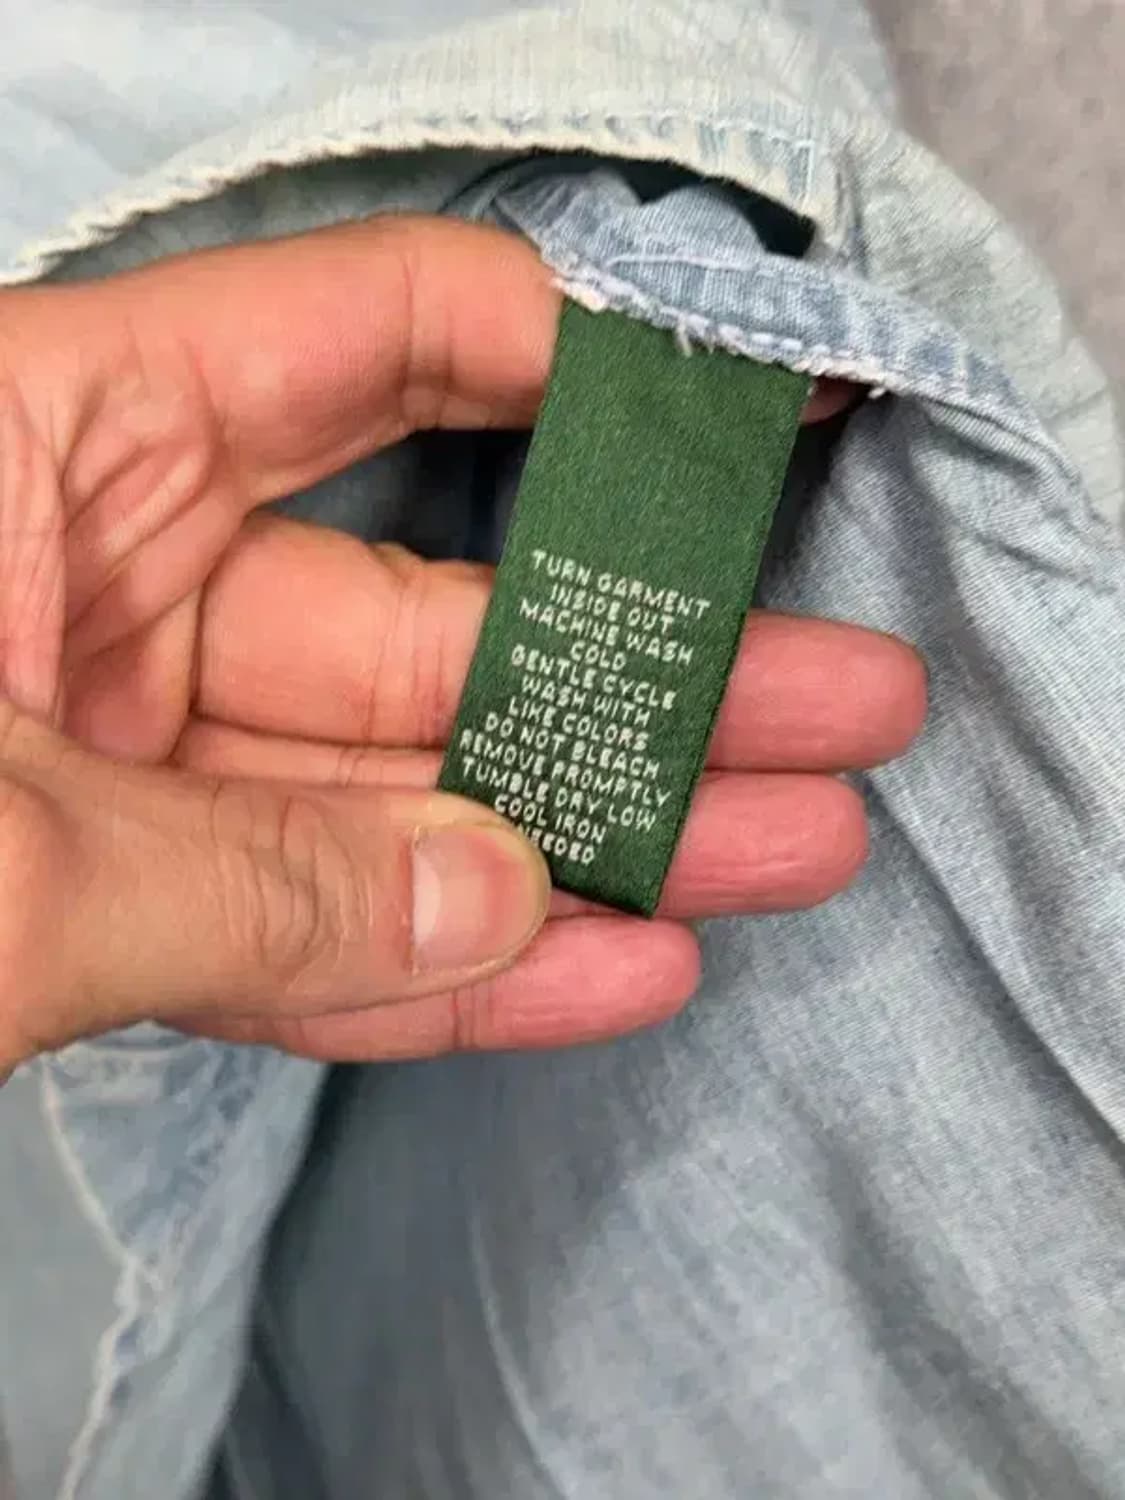 TURN GARMENT
INSIDE OUT
MACHINE WASH
COLD
GENTLE CYCLE
WASH WITH
LIKE COLORS
DO NOT BLEACH
REMOVE PROMPTLY
TUMBLE DRY LOW
COOL IRON
NEEDED